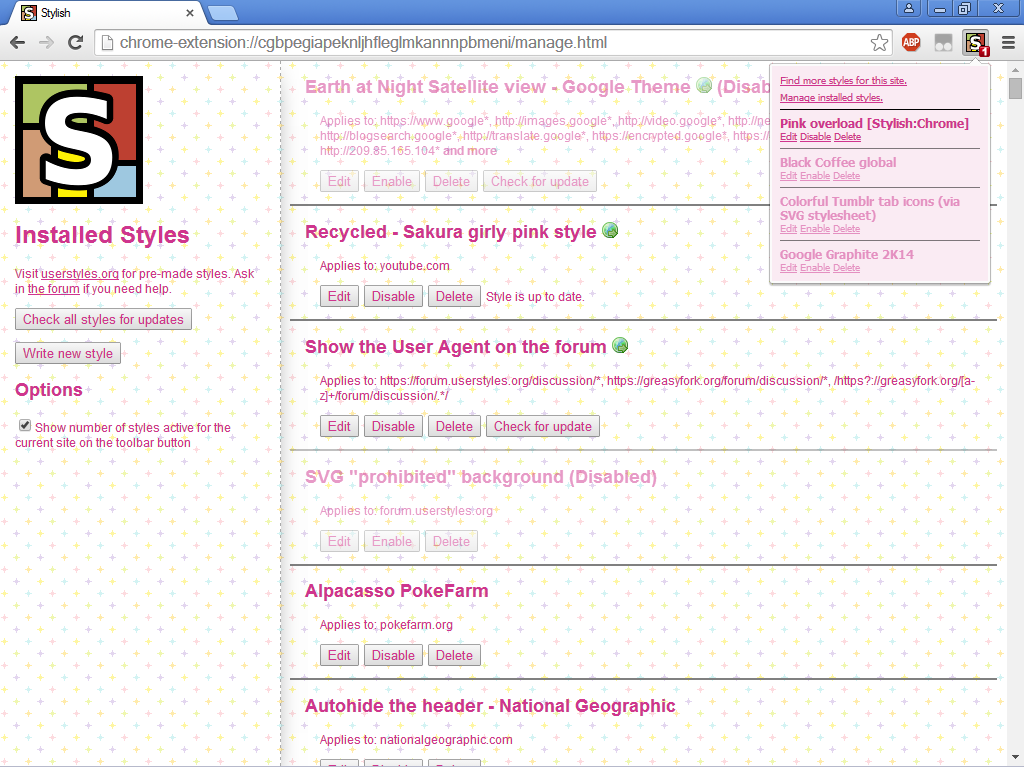 Stylish
chrome-extension://cgbpegiapeknljhfleglmkannnpbmeni/manage.html
ABP
S
1
S
Installed Styles
Visit userstyles.org for pre-made styles. Ask
in the forum if you need help.
Check all styles for updates
Write new style
Options
Show number of styles active for the
current site on the toolbar button
Earth at Night Satellite view - Google Theme (Disab
Applies to: https://www.google*, http://images.google*, http://video.google*,
http://blogsearch.google*, http://translate.google*, https://encrypted.google*, https:/
http://209.85.165.104* and more
Edit Enable Delete Check for update
Recycled - Sakura girly pink style
Applies to: youtube.com
Edit Disable Delete Style is up to date.
Show the User Agent on the forum
Applies to: https://forum.userstyles.org/discussion/*, https://greasyfork.org/forum/discussion/*, /https?://greasyfork.org/[a-
z]+/forum/discussion/.*/
Edit Disable Delete Check for update
SVG "prohibited" background (Disabled)
Applies to: forum.userstyles.org
Edit Enable Delete
Alpacasso PokeFarm
Applies to: pokefarm.org
Edit Disable Delete
Autohide the header - National Geographic
Applies to: nationalgeographic.com
Find more styles for this site.
Manage installed styles.
Pink overload [Stylish:Chrome]
Edit Disable Delete
Black Coffee global
Edit Enable Delete
Colorful Tumblr tab icons (via
SVG stylesheet)
Edit Enable Delete
Google Graphite 2K14
Edit Enable Delete